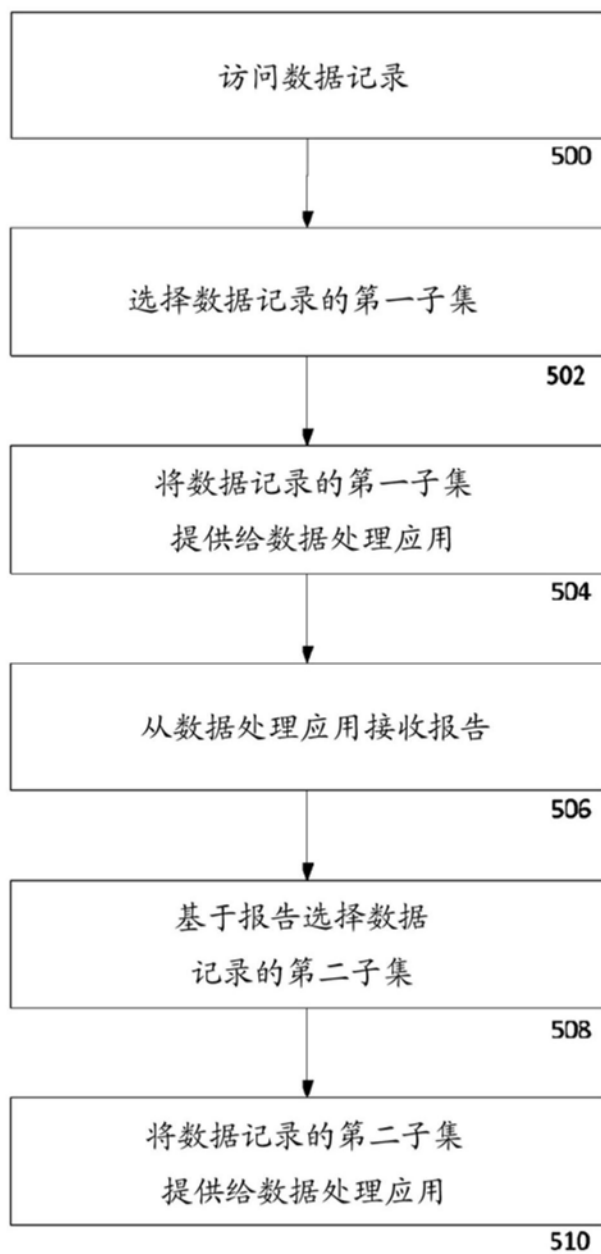 访问数据记录
500
选择数据记录的第一子集
502
将数据记录的第一子集
提供给数据处理应用
504
从数据处理应用接收报告
506
基于报告选择数据
记录的第二子集
508
将数据记录的第二子集
提供给数据处理应用
510